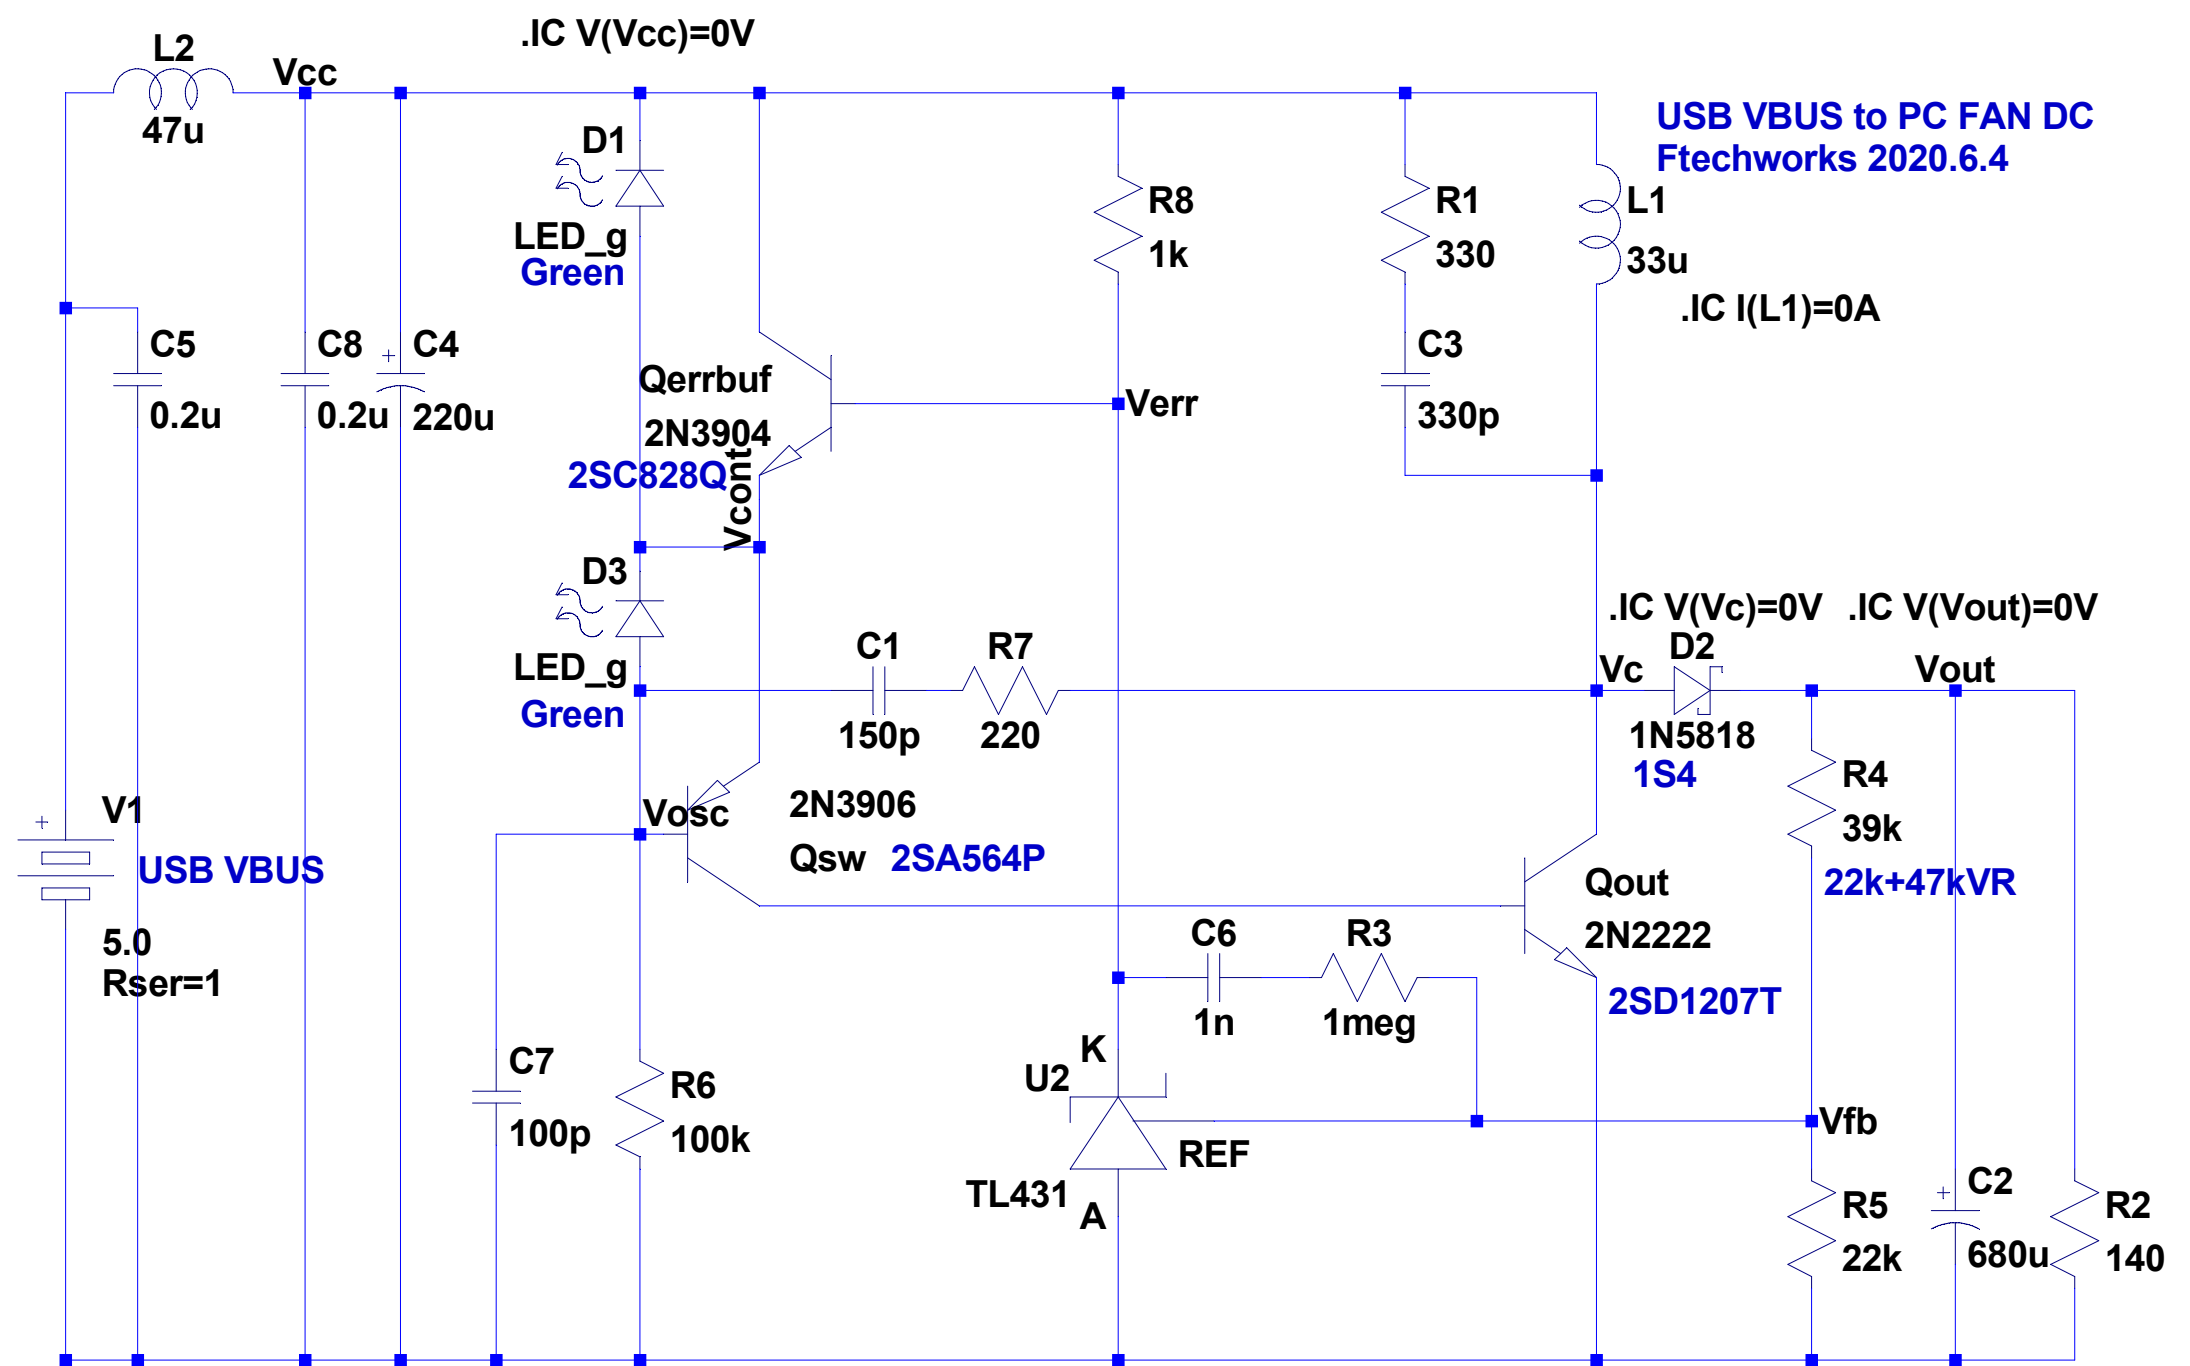 .IC V(Vcc)=0V
L2
Vcc
47u
USB VBUS to PC FAN DC
Ftechworks 2020.6.4
D1
LED_g
Green
R8
1k
R1
330
L1
33u
.IC I(L1)=0A
C5
0.2u
C8
0.2u
+
C4
220u
C3
330p
Qerrbuf
2N3904
2SC828Q
Vcont
Verr
D3
LED_g
Green
C1
150p
R7
220
.IC V(Vc)=0V
.IC V(Vout)=0V
D2
Vc
Vout
1N5818
1S4
V1
+
USB VBUS
5.0
Rser=1
Vosc
2N3906
Qsw
2SA564P
R4
39k
22k+47kVR
Qout
2N2222
2SD1207T
C6
1n
R3
1meg
C7
100p
R6
100k
K
U2
REF
TL431
A
Vfb
R5
22k
+
C2
680u
R2
140